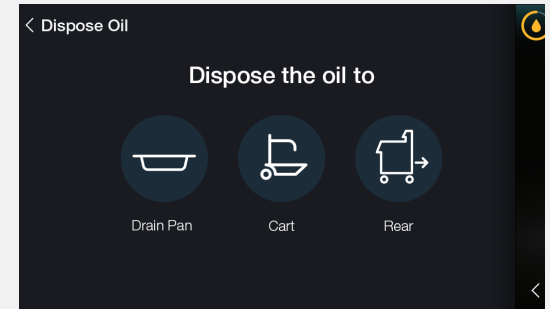 Dispose Oil
Dispose the oil to
Drain Pan
Cart
Rear